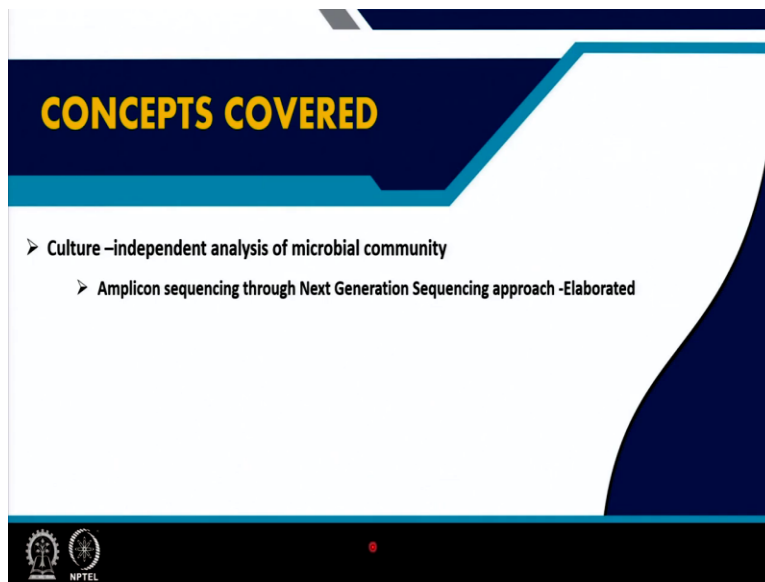 CONCEPTS COVERED
➤ Culture –independent analysis of microbial community
➤ Amplicon sequencing through Next Generation Sequencing approach -Elaborated
NPTEL